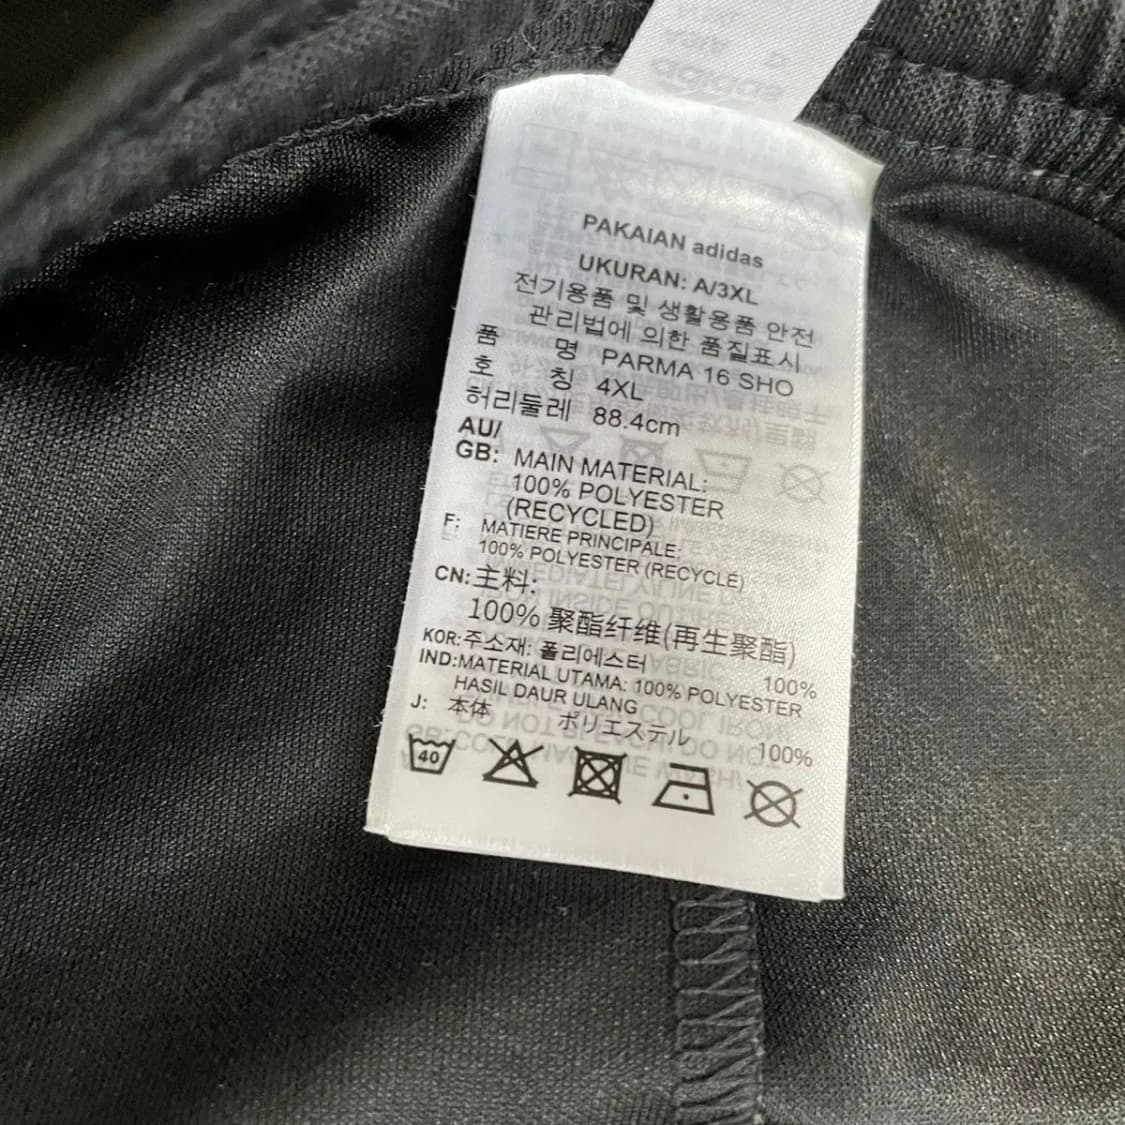 adidas
PAKAIAN adidas
UKURAN: A/3XL
전기용품 및 생활용품 안전
관리법에 의한 품질표시
품 명 PARMA 16 SHO
호 칭 4XL
허리둘레 88.4cm
AU/
GB: MAIN MATERIAL:
100% POLYESTER
(RECYCLED)
F: MATIERE PRINCIPALE:
100% POLYESTER (RECYCLÉ)
CN:主料:
100% 聚酯纤维(再生聚酯)
KOR:주소재: 폴리에스터 100%
IND:MATERIAL UTAMA: 100% POLYESTER
HASIL DAUR ULANG
J: 本体 ポリエステル 100%
40